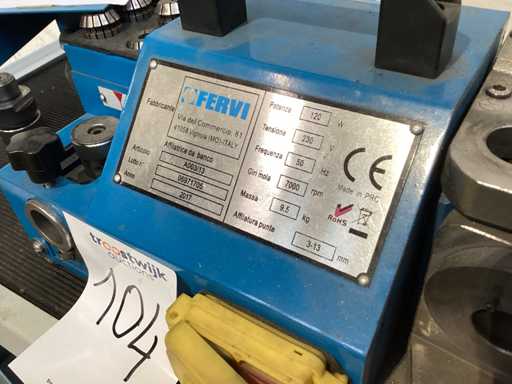 Fabbricante
FERVI
Via del Commercio, 81
41058 Vignola (MO)-ITALY
Affilatrice da banco
Articolo A063/13
Lotto n° 06971705
Anno 2017
Potenza 120 W
Tensione 230 V
Frequenza 50 Hz
Giri mola 7000 rpm
Massa 9.5 kg
Affilatura punte 3-13 mm
CE
Made in PRC
RoHS
troostwijk
auctions
104